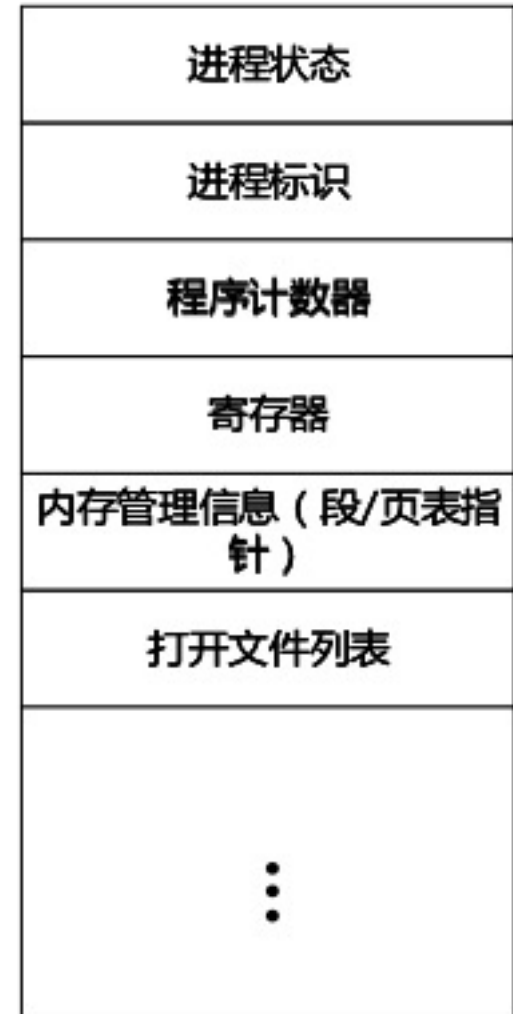 进程状态
进程标识
程序计数器
寄存器
内存管理信息（段/页表指
针）
打开文件列表
⋮